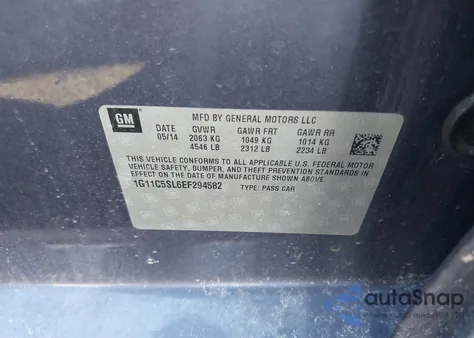 GM
MFD BY GENERAL MOTORS LLC
DATE GVWR GAWR FRT GAWR RR
05/14 2063 KG 1049 KG 1014 KG
4546 LB 2312 LB 2234 LB
THIS VEHICLE CONFORMS TO ALL APPLICABLE U.S. FEDERAL MOTOR
VEHICLE SAFETY, BUMPER, AND THEFT PREVENTION STANDARDS IN
EFFECT ON THE DATE OF MANUFACTURE SHOWN ABOVE.
1G11C5SL6EF294582 TYPE: PASS CAR
autoSnap